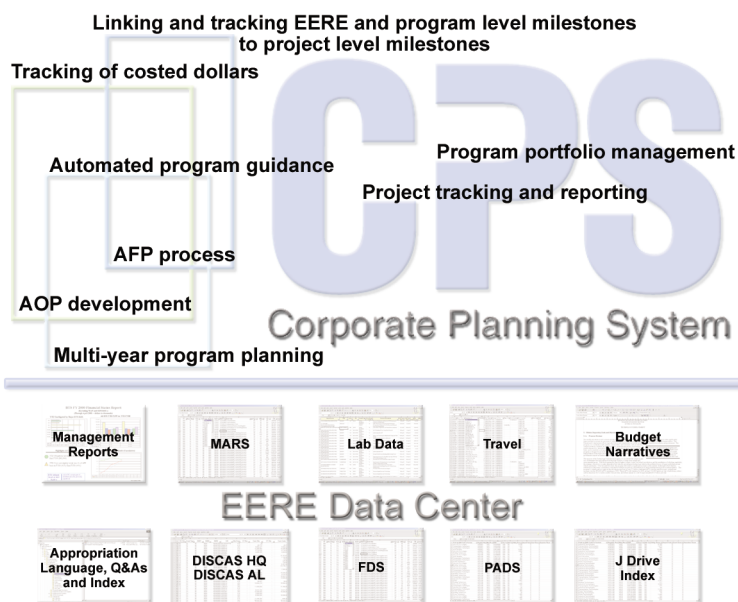 Linking and tracking EERE and program level milestones
to project level milestones
Tracking of costed dollars
CPS
Program portfolio management
Automated program guidance
Project tracking and reporting
AFP process
AOP development
Corporate Planning System
Multi-year program planning
Management
Reports
MARS
Lab Data
Travel
Budget
Narratives
EERE Data Center
Appropriation
Language, Q&As
and Index
DISCAS HQ
DISCAS AL
FDS
PADS
J Drive
Index